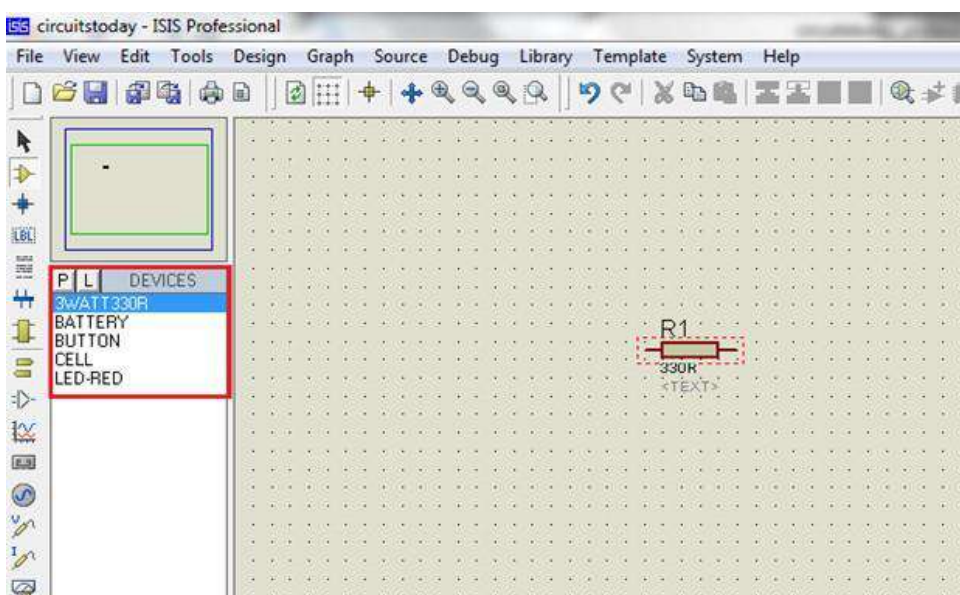 ISIS circuitstoday - ISIS Professional
File View Edit Tools Design Graph Source Debug Library Template System Help
LBL
P L DEVICES
3WATT330R
BATTERY
BUTTON
CELL
LED-RED
R1
330R
<TEXT>
V
I